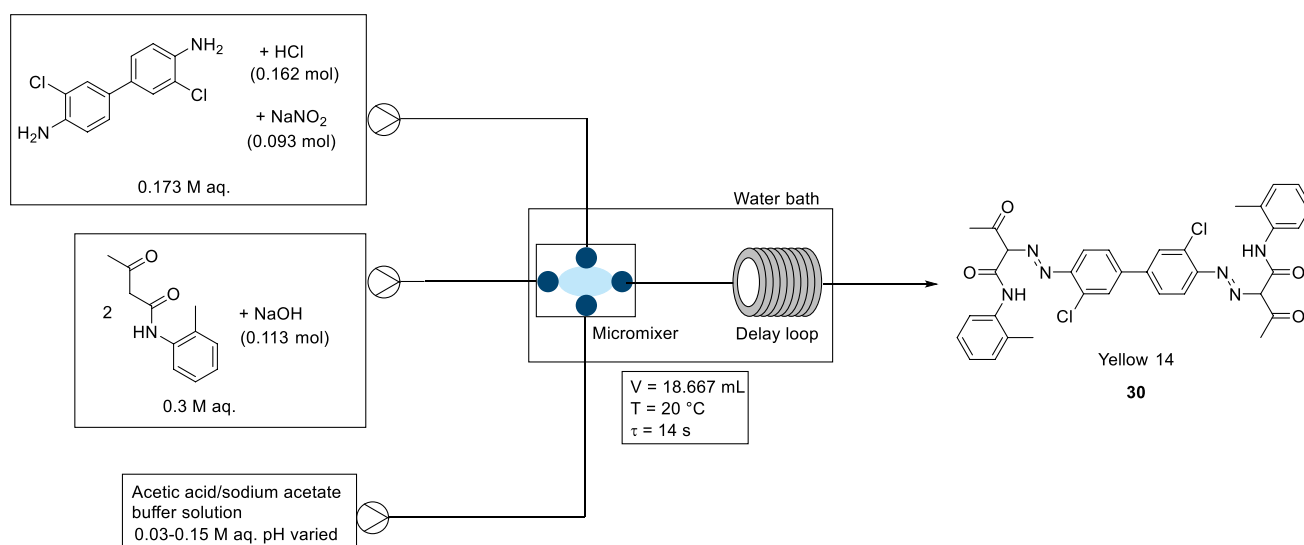 NH2
Cl
Cl
H2N
+ HCl
(0.162 mol)
+ NaNO2
(0.093 mol)
0.173 M aq.
O
O
2
HN
+ NaOH
(0.113 mol)
0.3 M aq.
Acetic acid/sodium acetate
buffer solution
0.03-0.15 M aq. pH varied
Water bath
Micromixer
Delay loop
V = 18.667 mL
T = 20 °C
τ = 14 s
O
N
N
O
NH
Cl
Cl
HN
O
N
N
O
Yellow 14
30